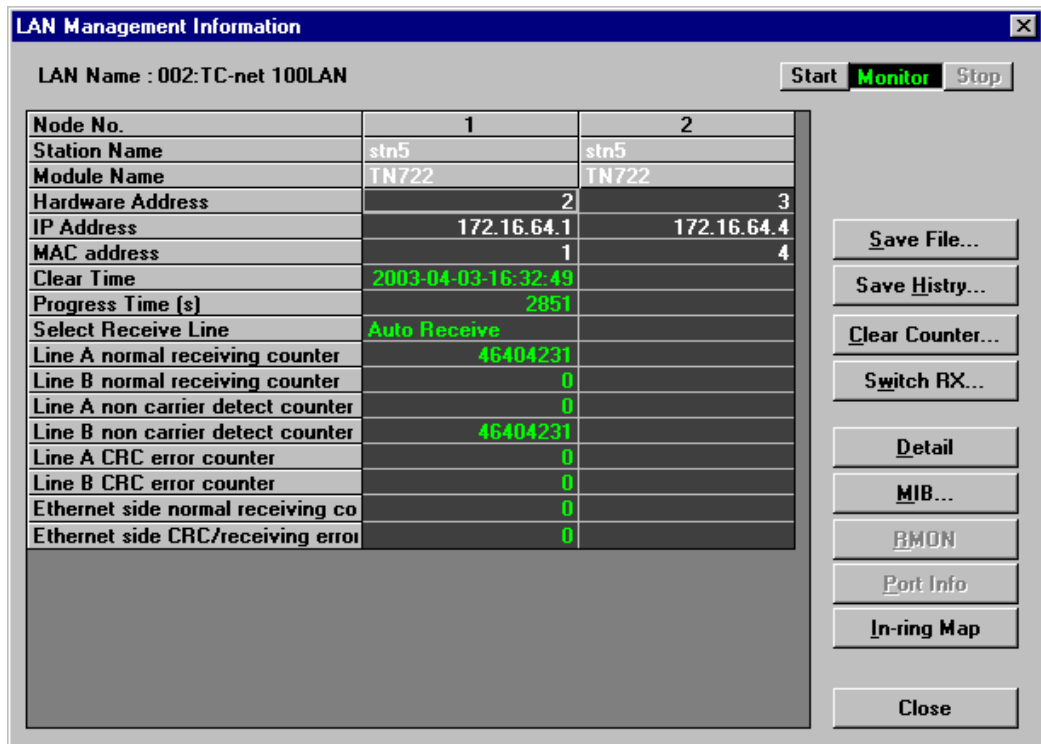 LAN Management Information
LAN Name : 002:TC-net 100LAN
Start Monitor Stop
Node No. 1 2
Station Name stn5 stn5
Module Name TN722 TN722
Hardware Address 2 3
IP Address 172.16.64.1 172.16.64.4
MAC address 1 4
Clear Time 2003-04-03-16:32:49
Progress Time (s) 2851
Select Receive Line Auto Receive
Line A normal receiving counter 46404231
Line B normal receiving counter 0
Line A non carrier detect counter 0
Line B non carrier detect counter 46404231
Line A CRC error counter 0
Line B CRC error counter 0
Ethernet side normal receiving co 0
Ethernet side CRC/receiving error 0
Save File...
Save Histry...
Clear Counter...
Switch RX...
Detail
MIB...
RMON
Port Info
In-ring Map
Close